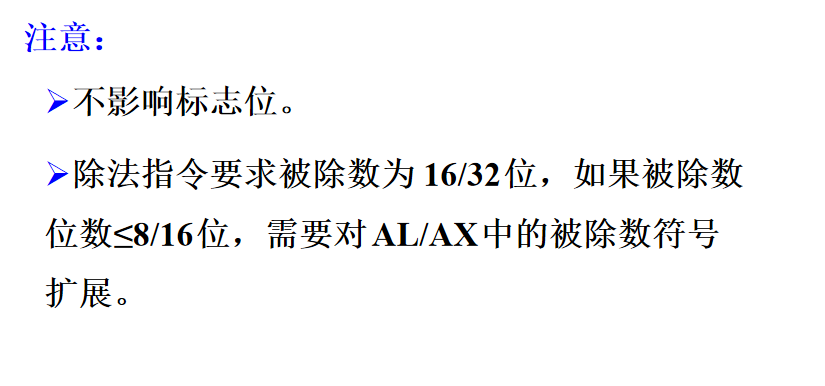 注意：
➢不影响标志位。
➢除法指令要求被除数为16/32位，如果被除数
位数≤8/16位，需要对AL/AX中的被除数符号
扩展。